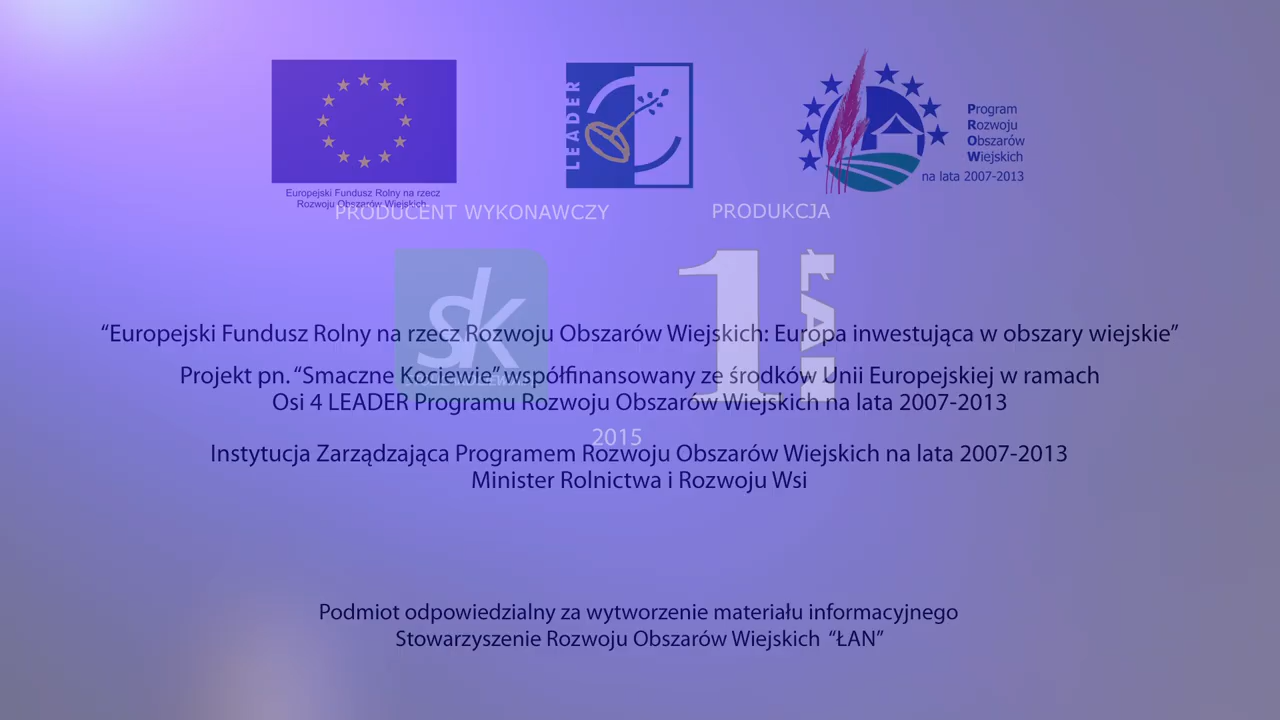 LEADER
Program
Rozwoju
Obszarów
Wiejskich
na lata 2007-2013
Europejski Fundusz Rolny na rzecz
Rozwoju Obszarów Wiejskich
PRODUCENT WYKONAWCZY
PRODUKCJA
sk
1 ŁAN
“Europejski Fundusz Rolny na rzecz Rozwoju Obszarów Wiejskich: Europa inwestująca w obszary wiejskie”
Projekt pn. “Smaczne Kociewie” współfinansowany ze środków Unii Europejskiej w ramach
Osi 4 LEADER Programu Rozwoju Obszarów Wiejskich na lata 2007-2013
2015
Instytucja Zarządzająca Programem Rozwoju Obszarów Wiejskich na lata 2007-2013
Minister Rolnictwa i Rozwoju Wsi
Podmiot odpowiedzialny za wytworzenie materiału informacyjnego
Stowarzyszenie Rozwoju Obszarów Wiejskich “ŁAN”